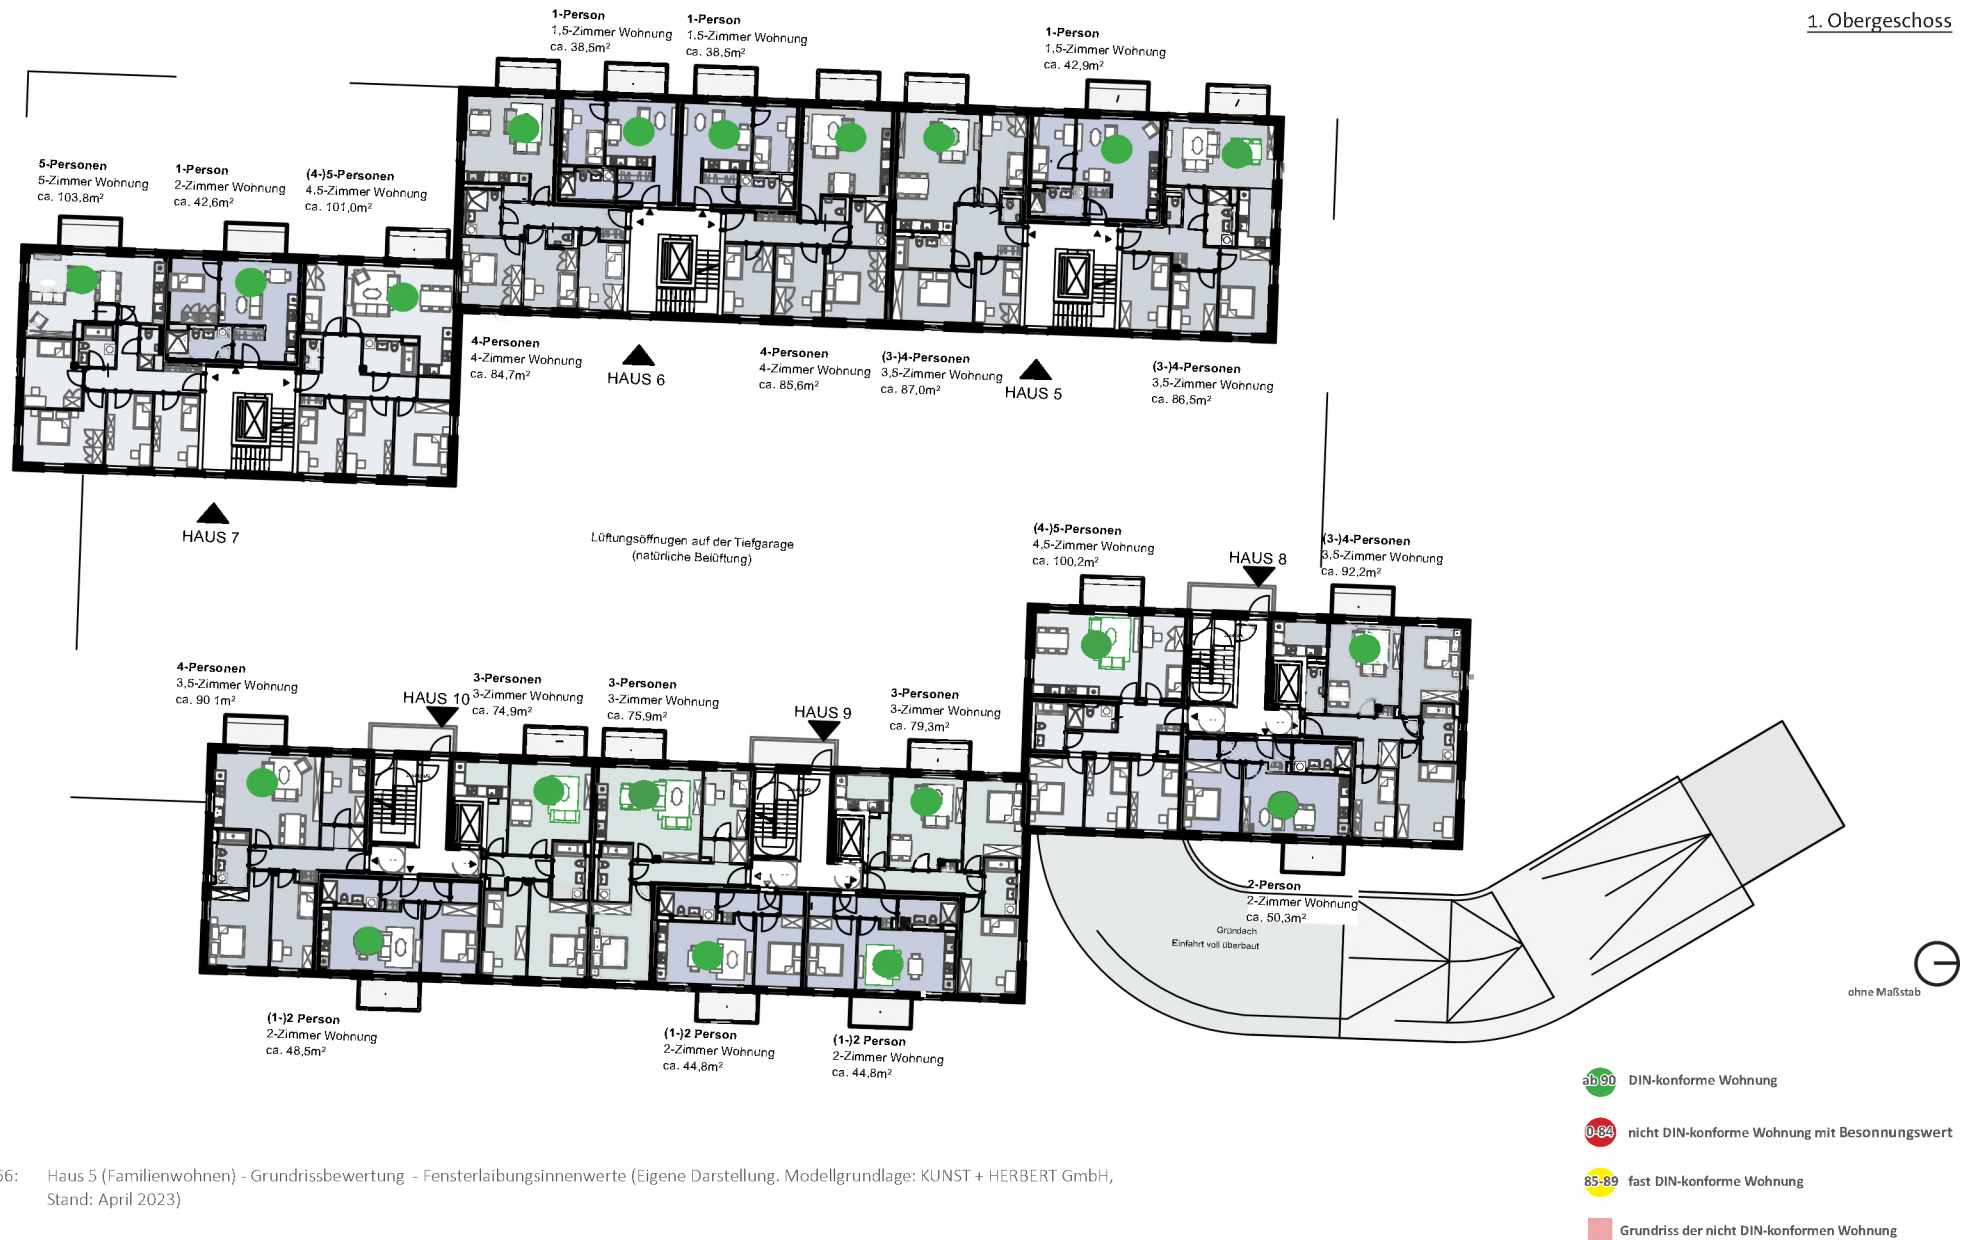 1. Obergeschoss
1-Person
1,5-Zimmer Wohnung
ca. 38,5m²
1-Person
1,5-Zimmer Wohnung
ca. 38,5m²
1-Person
1,5-Zimmer Wohnung
ca. 42,9m²
5-Personen
5-Zimmer Wohnung
ca. 103,8m²
1-Person
2-Zimmer Wohnung
ca. 42,6m²
(4-)5-Personen
4,5-Zimmer Wohnung
ca. 101,0m²
4-Personen
4-Zimmer Wohnung
ca. 84,7m²
HAUS 6
4-Personen
4-Zimmer Wohnung
ca. 85,6m²
(3-)4-Personen
3,5-Zimmer Wohnung
ca. 87,0m²
HAUS 5
(3-)4-Personen
3,5-Zimmer Wohnung
ca. 86,5m²
HAUS 7
Lüftungsöffnugen auf der Tiefgarage
(natürliche Belüftung)
(4-)5-Personen
4,5-Zimmer Wohnung
ca. 100,2m²
HAUS 8
(3-)4-Personen
3,5-Zimmer Wohnung
ca. 92,2m²
4-Personen
3,5-Zimmer Wohnung
ca. 90 1m²
HAUS 10
3-Personen
3-Zimmer Wohnung
ca. 74,9m²
3-Personen
3-Zimmer Wohnung
ca. 75,9m²
HAUS 9
3-Personen
3-Zimmer Wohnung
ca. 79,3m²
2-Person
2-Zimmer Wohnung
ca. 50,3m²
Gründach
Einfahrt voll überbaut
(1-)2 Person
2-Zimmer Wohnung
ca. 48,5m²
(1-)2 Person
2-Zimmer Wohnung
ca. 44,8m²
(1-)2 Person
2-Zimmer Wohnung
ca. 44,8m²
ohne Maßstab
ab 90 DIN-konforme Wohnung
0-84 nicht DIN-konforme Wohnung mit Besonnungswert
85-89 fast DIN-konforme Wohnung
Grundriss der nicht DIN-konformen Wohnung
56: Haus 5 (Familienwohnen) - Grundrissbewertung - Fensterlaibungsinnenwerte (Eigene Darstellung. Modellgrundlage: KUNST + HERBERT GmbH,
Stand: April 2023)